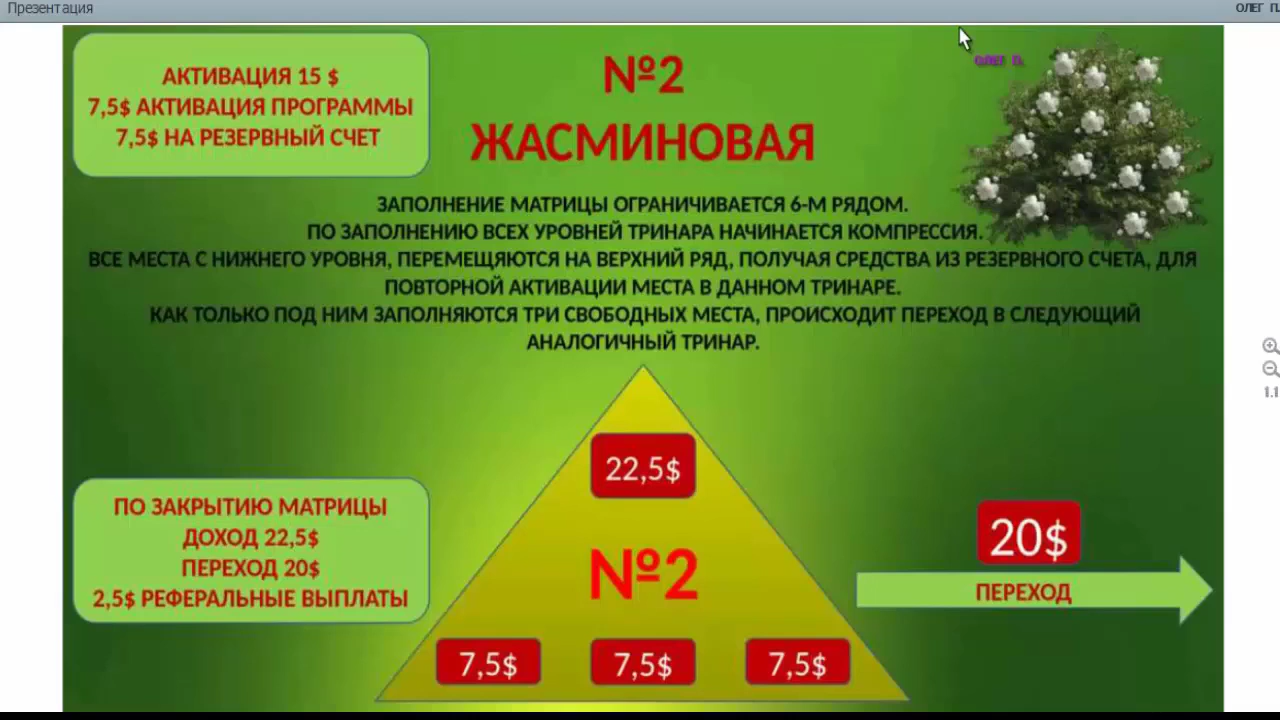 Презентация
ОЛЕГ П.
ОЛЕГ П.
АКТИВАЦИЯ 15 $
7,5$ АКТИВАЦИЯ ПРОГРАММЫ
7,5$ НА РЕЗЕРВНЫЙ СЧЕТ
№2
ЖАСМИНОВАЯ
ЗАПОЛНЕНИЕ МАТРИЦЫ ОГРАНИЧИВАЕТСЯ 6-М РЯДОМ.
ПО ЗАПОЛНЕНИЮ ВСЕХ УРОВНЕЙ ТРИНАРА НАЧИНАЕТСЯ КОМПРЕССИЯ.
ВСЕ МЕСТА С НИЖНЕГО УРОВНЯ, ПЕРЕМЕЩЯЮТСЯ НА ВЕРХНИЙ РЯД, ПОЛУЧАЯ СРЕДСТВА ИЗ РЕЗЕРВНОГО СЧЕТА, ДЛЯ
ПОВТОРНОЙ АКТИВАЦИИ МЕСТА В ДАННОМ ТРИНАРЕ.
КАК ТОЛЬКО ПОД НИМ ЗАПОЛНЯЮТСЯ ТРИ СВОБОДНЫХ МЕСТА, ПРОИСХОДИТ ПЕРЕХОД В СЛЕДУЮЩИЙ
АНАЛОГИЧНЫЙ ТРИНАР.
22,5$
№2
7,5$ 7,5$ 7,5$
ПО ЗАКРЫТИЮ МАТРИЦЫ
ДОХОД 22,5$
ПЕРЕХОД 20$
2,5$ РЕФЕРАЛЬНЫЕ ВЫПЛАТЫ
20$
ПЕРЕХОД
1.1